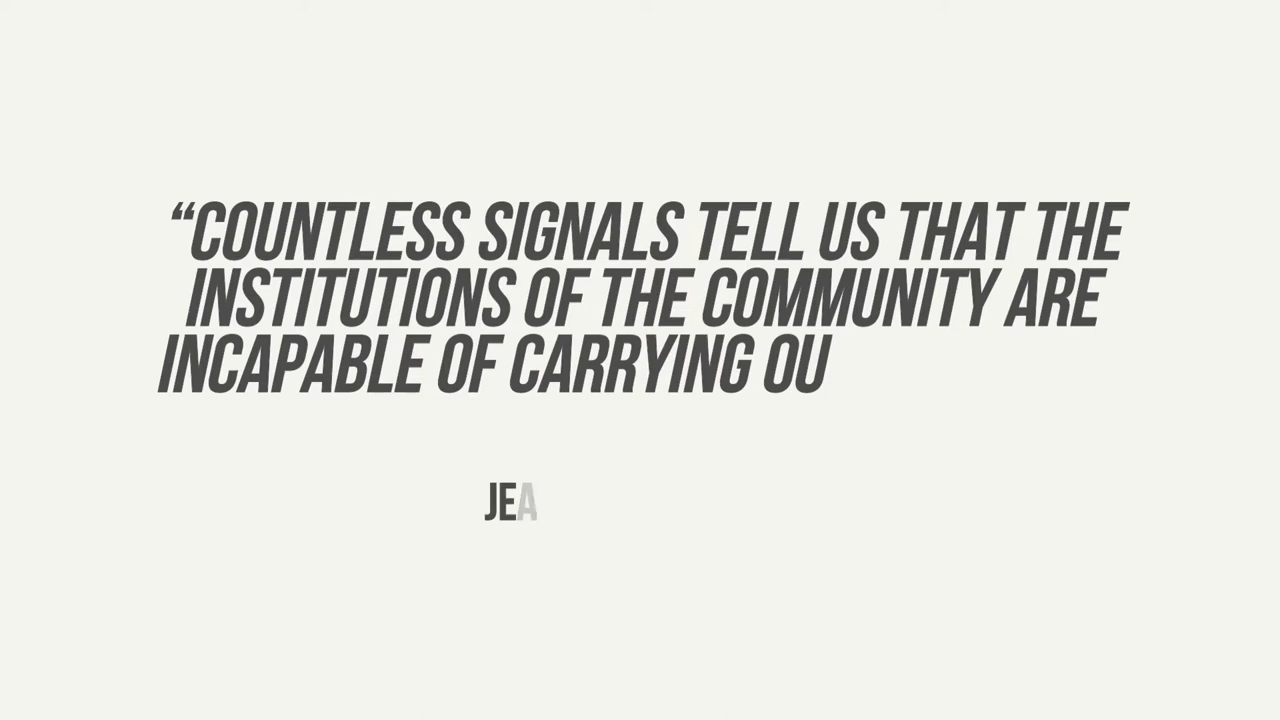 “COUNTLESS SIGNALS TELL US THAT THE
INSTITUTIONS OF THE COMMUNITY ARE
INCAPABLE OF CARRYING OU
JEA